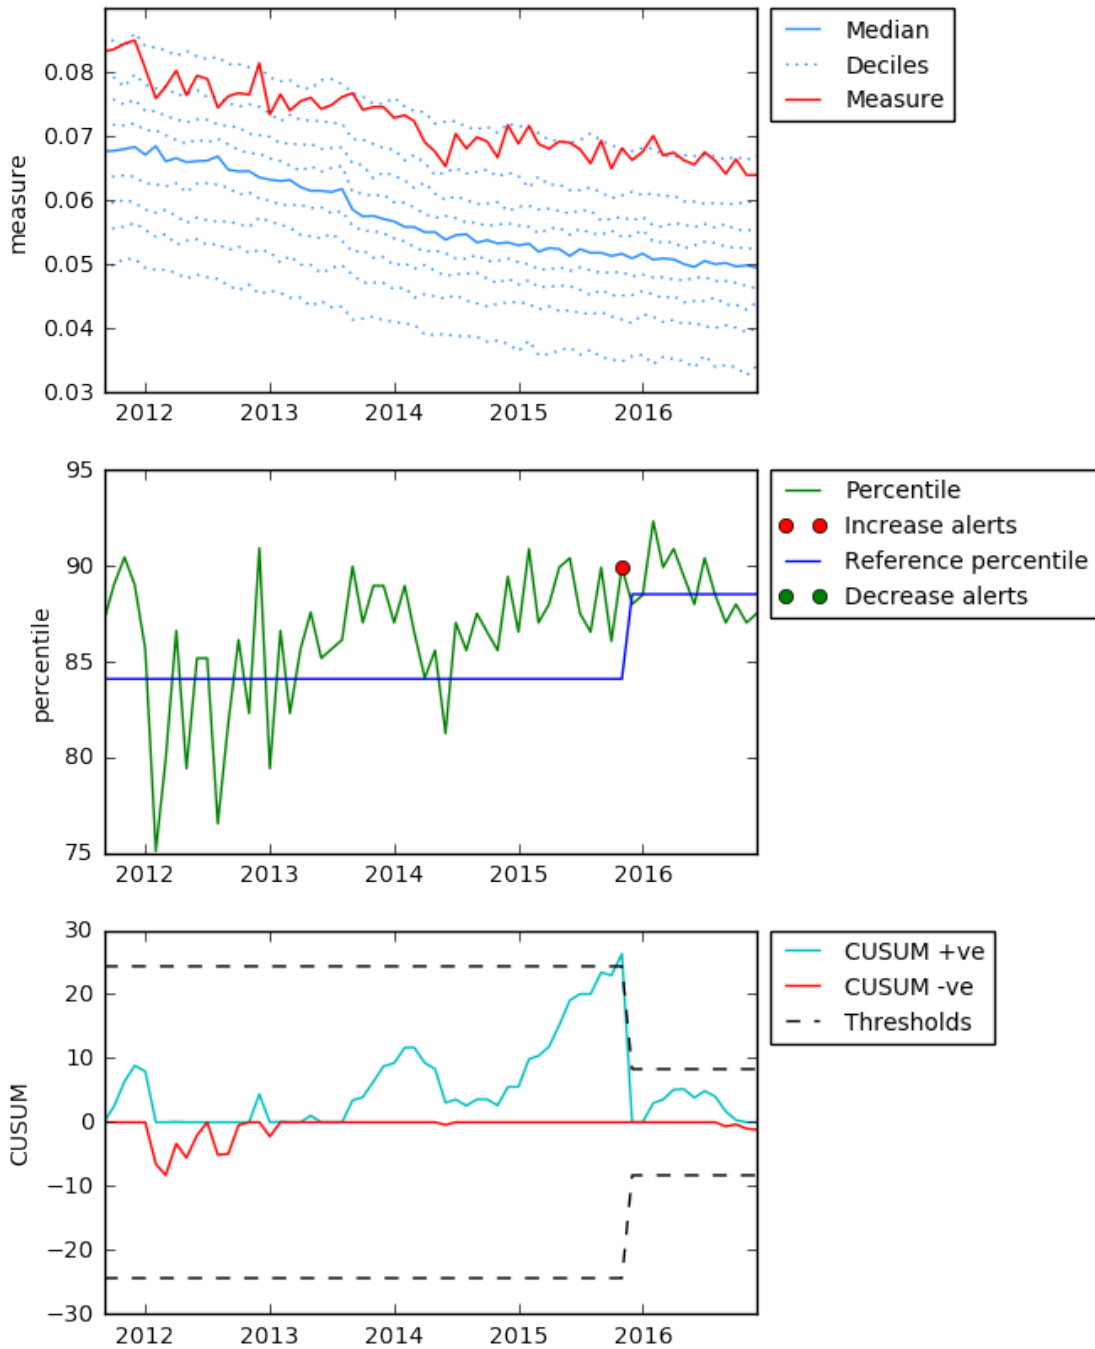 0.08
0.07
0.06
0.05
0.04
0.03
measure
2012 2013 2014 2015 2016
Median
Deciles
Measure
95
90
85
80
75
percentile
2012 2013 2014 2015 2016
Percentile
Increase alerts
Reference percentile
Decrease alerts
30
20
10
0
−10
−20
−30
CUSUM
2012 2013 2014 2015 2016
CUSUM +ve
CUSUM -ve
Thresholds